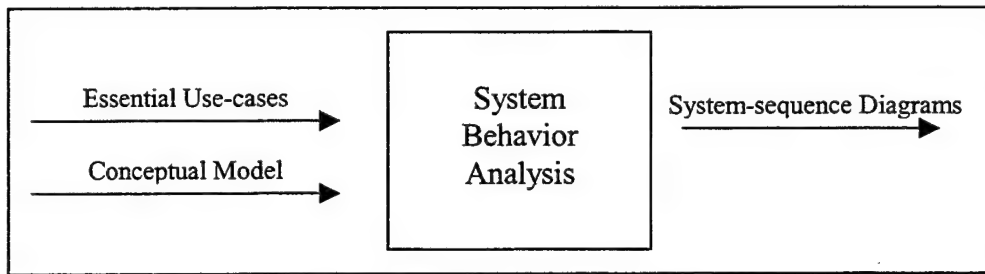 Essential Use-cases
Conceptual Model
System
Behavior
Analysis
System-sequence Diagrams